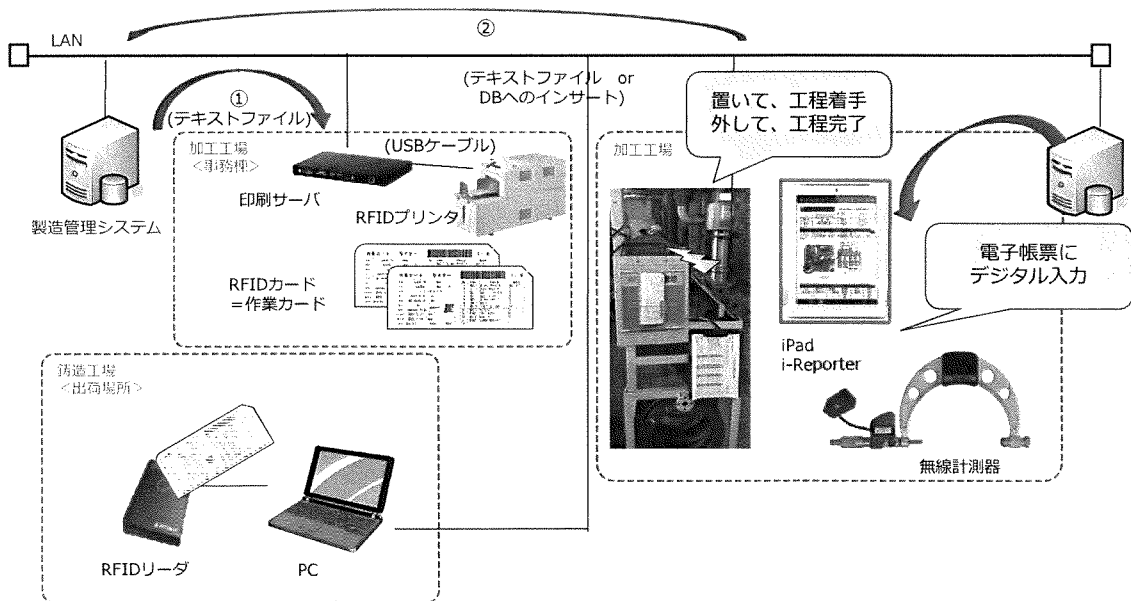 ②
LAN
①
(テキストファイル)
(テキストファイル or
DBへのインサート)
置いて、工程着手
外して、工程完了
加工工場
<事務棟>
(USBケーブル)
印刷サーバ
RFIDプリンタ
製造管理システム
RFIDカード
=作業カード
加工工場
電子帳票に
デジタル入力
iPad
i-Reporter
無線計測器
鋳造工場
<出荷場所>
RFIDリーダ
PC